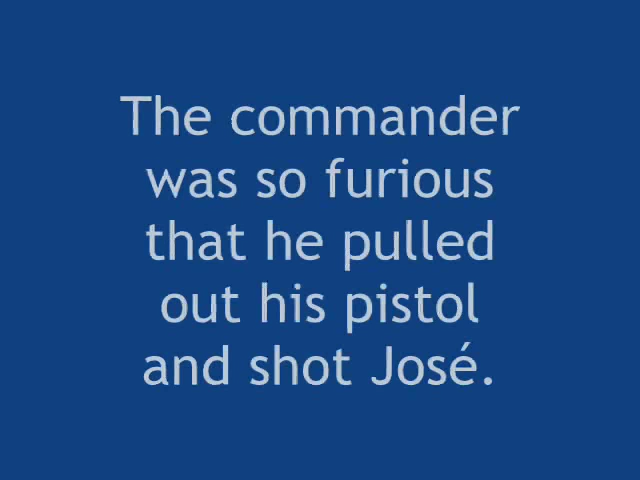 The commander
was so furious
that he pulled
out his pistol
and shot José.